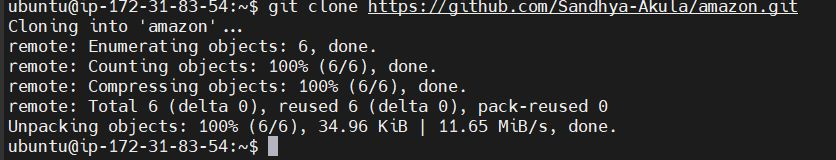 ubuntu@ip-172-31-83-54:~$ git clone https://github.com/Sandhya-Akula/amazon.git
Cloning into 'amazon'...
remote: Enumerating objects: 6, done.
remote: Counting objects: 100% (6/6), done.
remote: Compressing objects: 100% (6/6), done.
remote: Total 6 (delta 0), reused 6 (delta 0), pack-reused 0
Unpacking objects: 100% (6/6), 34.96 KiB | 11.65 MiB/s, done.
ubuntu@ip-172-31-83-54:~$